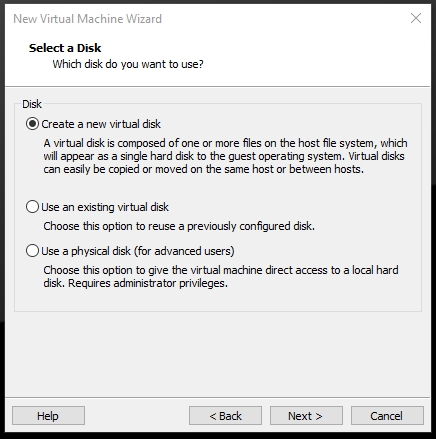 New Virtual Machine Wizard
Select a Disk
Which disk do you want to use?
Disk
Create a new virtual disk
A virtual disk is composed of one or more files on the host file system, which
will appear as a single hard disk to the guest operating system. Virtual disks
can easily be copied or moved on the same host or between hosts.
Use an existing virtual disk
Choose this option to reuse a previously configured disk.
Use a physical disk (for advanced users)
Choose this option to give the virtual machine direct access to a local hard
disk. Requires administrator privileges.
Help
< Back
Next >
Cancel